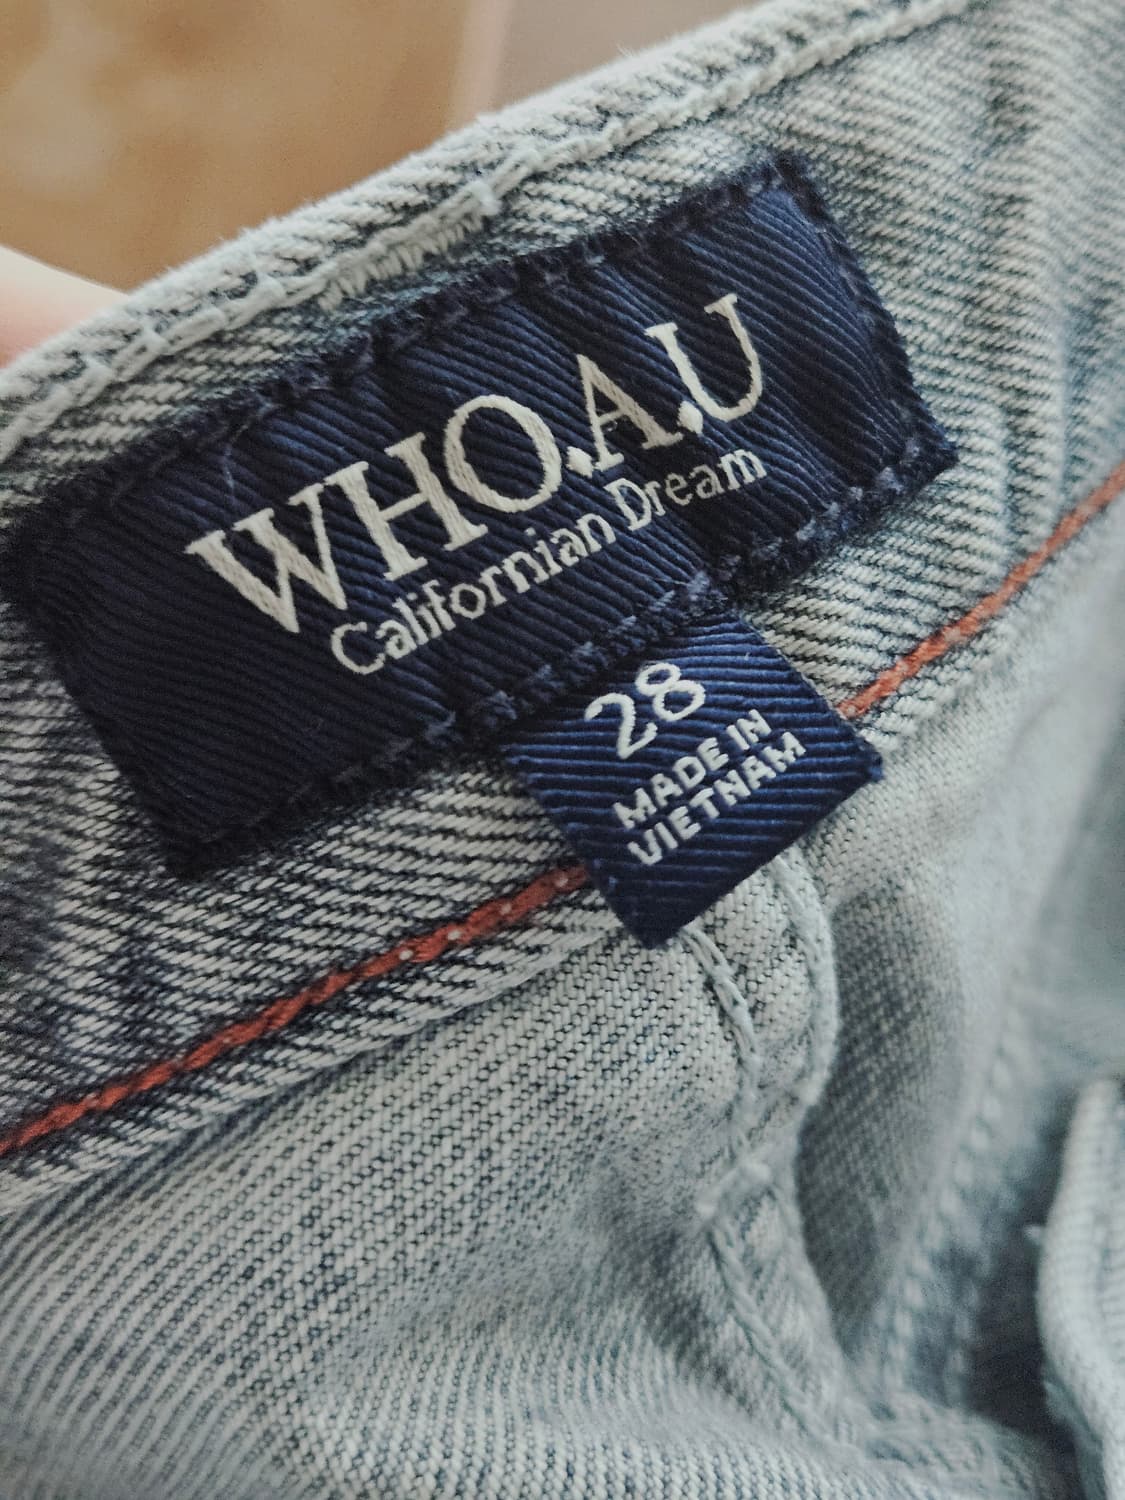 WHO.A.U
Californian Dream
28
MADE IN
VIETNAM